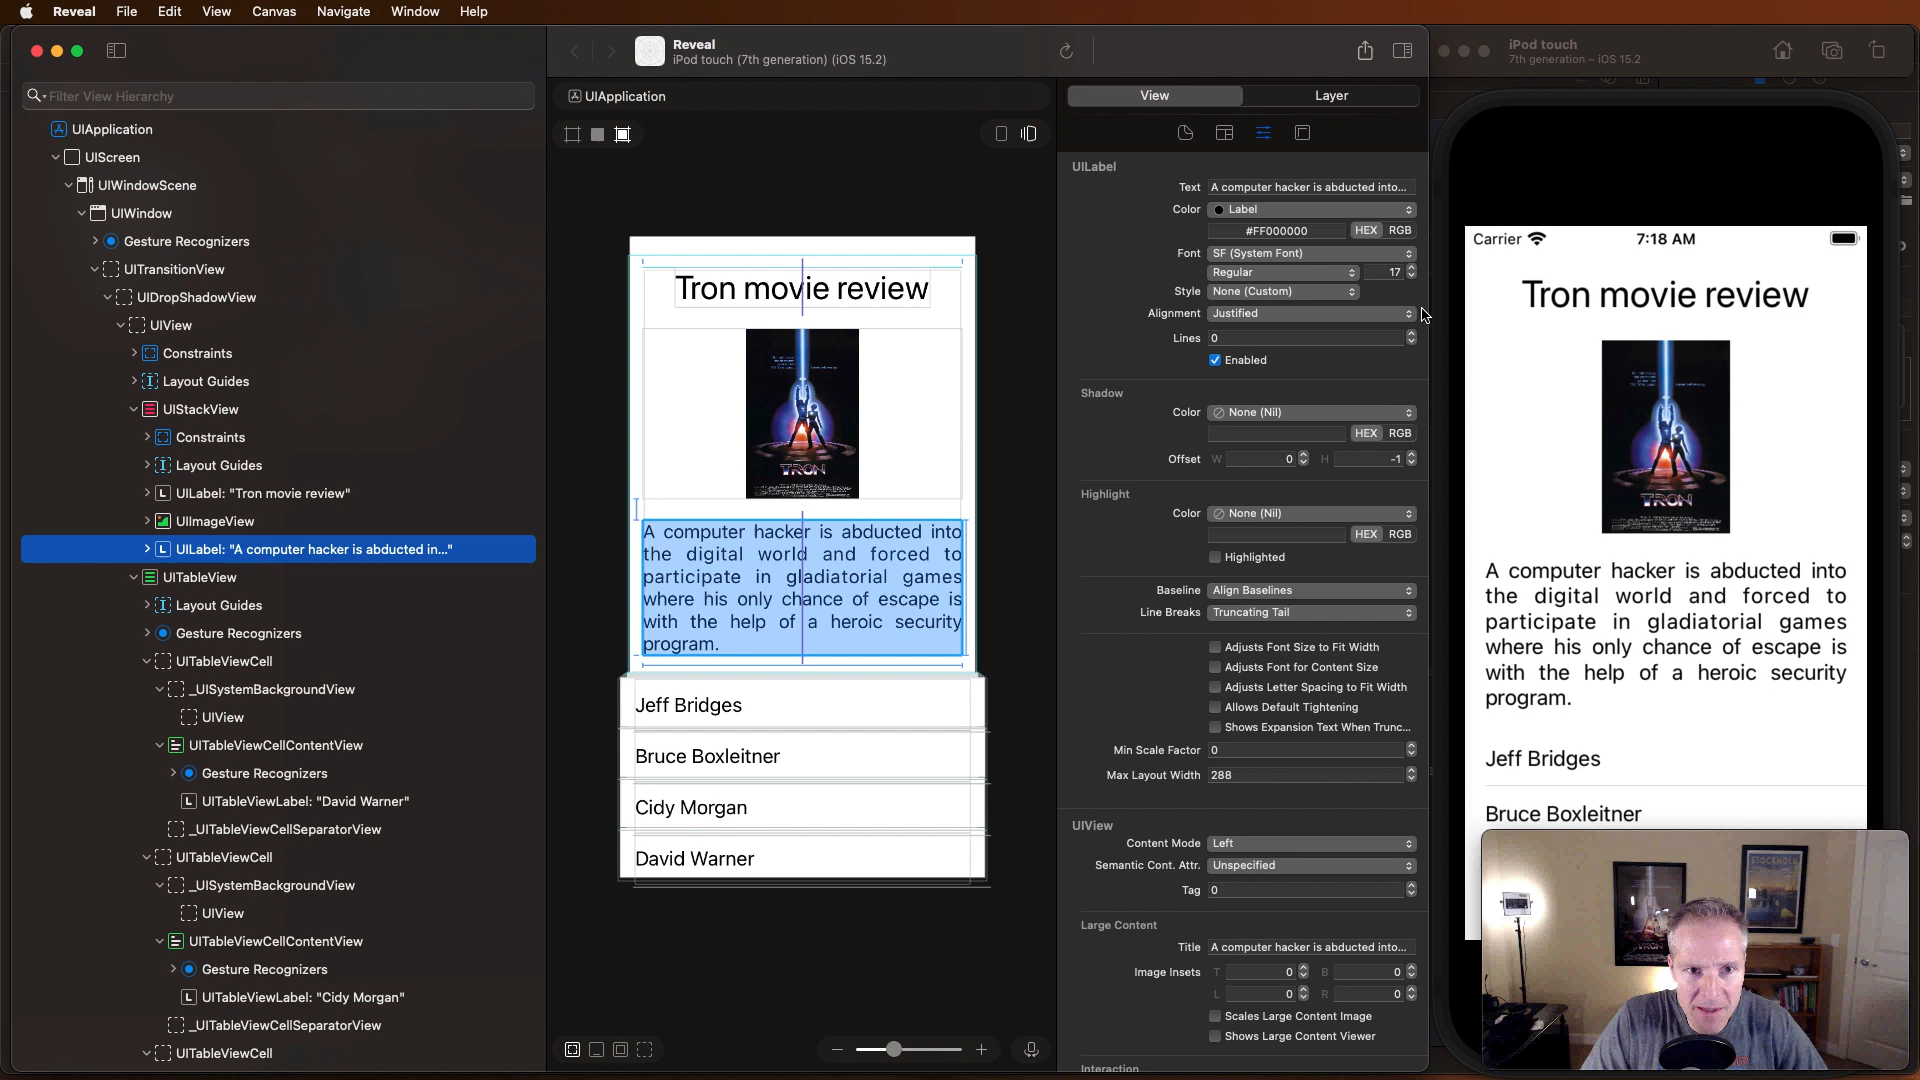 Reveal File Edit View Canvas Navigate Window Help
Reveal
iPod touch (7th generation) (iOS 15.2)
iPod touch
7th generation – iOS 15.2
Filter View Hierarchy
UIApplication
UIScreen
UIWindowScene
UIWindow
Gesture Recognizers
UITransitionView
UIDropShadowView
UIView
Constraints
Layout Guides
UIStackView
Constraints
Layout Guides
UILabel: "Tron movie review"
UIImageView
UILabel: "A computer hacker is abducted in..."
UITableView
Layout Guides
Gesture Recognizers
UITableViewCell
_UISystemBackgroundView
UIView
UITableViewCellContentView
Gesture Recognizers
UITableViewLabel: "David Warner"
_UITableViewCellSeparatorView
UITableViewCell
_UISystemBackgroundView
UIView
UITableViewCellContentView
Gesture Recognizers
UITableViewLabel: "Cidy Morgan"
_UITableViewCellSeparatorView
UITableViewCell
UIApplication
Tron movie review
TRON
A computer hacker is abducted into
the digital world and forced to
participate in gladiatorial games
where his only chance of escape is
with the help of a heroic security
program.
Jeff Bridges
Bruce Boxleitner
Cidy Morgan
David Warner
View Layer
UILabel
Text A computer hacker is abducted into...
Color Label
#FF000000 HEX RGB
Font SF (System Font)
Regular 17
Style None (Custom)
Alignment Justified
Lines 0
Enabled
Shadow
Color None (Nil)
HEX RGB
Offset W 0 H -1
Highlight
Color None (Nil)
HEX RGB
Highlighted
Baseline Align Baselines
Line Breaks Truncating Tail
Adjusts Font Size to Fit Width
Adjusts Font for Content Size
Adjusts Letter Spacing to Fit Width
Allows Default Tightening
Shows Expansion Text When Trunc...
Min Scale Factor 0
Max Layout Width 288
UIView
Content Mode Left
Semantic Cont. Attr. Unspecified
Tag 0
Large Content
Title A computer hacker is abducted into...
Image Insets T 0 B 0
L 0 R 0
Scales Large Content Image
Shows Large Content Viewer
Interaction
Carrier 7:18 AM
Tron movie review
TRON
A computer hacker is abducted into
the digital world and forced to
participate in gladiatorial games
where his only chance of escape is
with the help of a heroic security
program.
Jeff Bridges
Bruce Boxleitner
STOCKHOLM